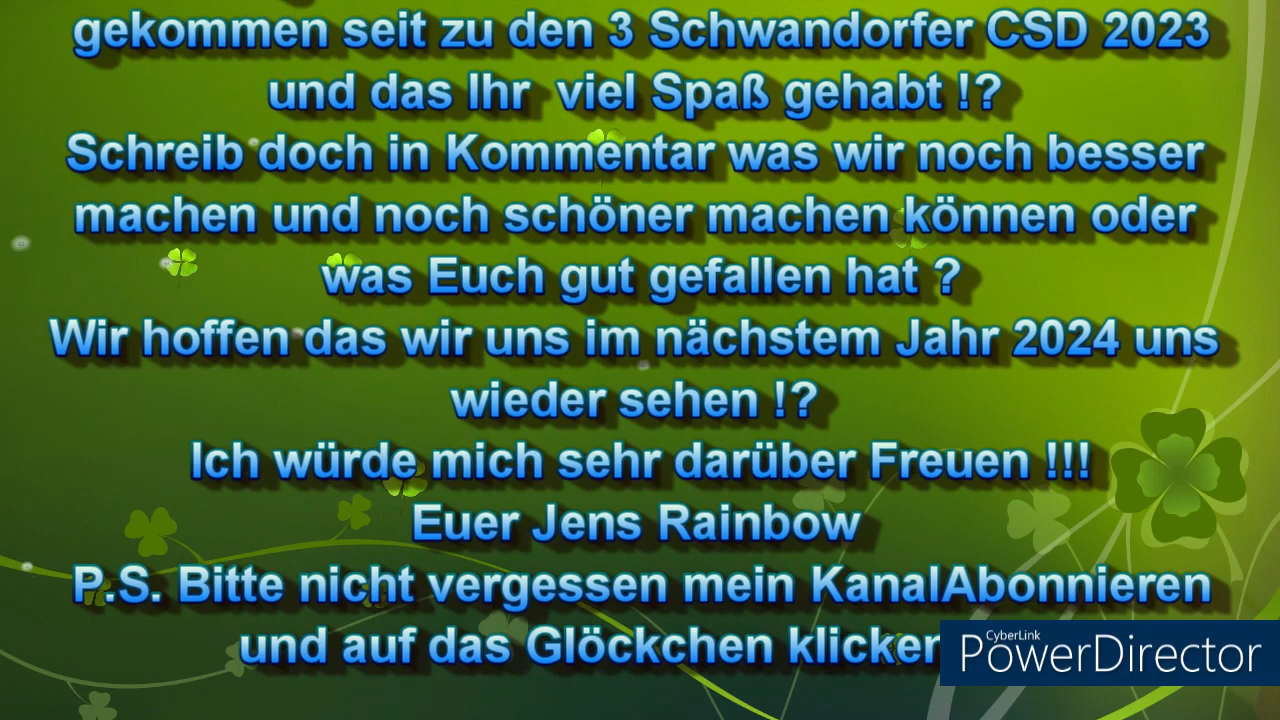 gekommen seit zu den 3 Schwandorfer CSD 2023
und das Ihr  viel Spaß gehabt !?
Schreib doch in Kommentar was wir noch besser
machen und noch schöner machen können oder
was Euch gut gefallen hat ?
Wir hoffen das wir uns im nächstem Jahr 2024 uns
wieder sehen !?
Ich würde mich sehr darüber Freuen !!!
Euer Jens Rainbow
P.S. Bitte nicht vergessen mein KanalAbonnieren
und auf das Glöckchen klicken
CyberLink
PowerDirector